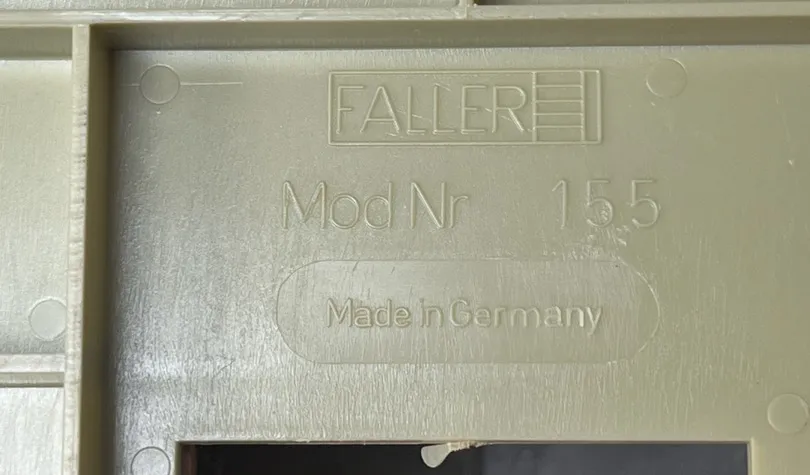 FALLER
Mod Nr 155
Made in Germany